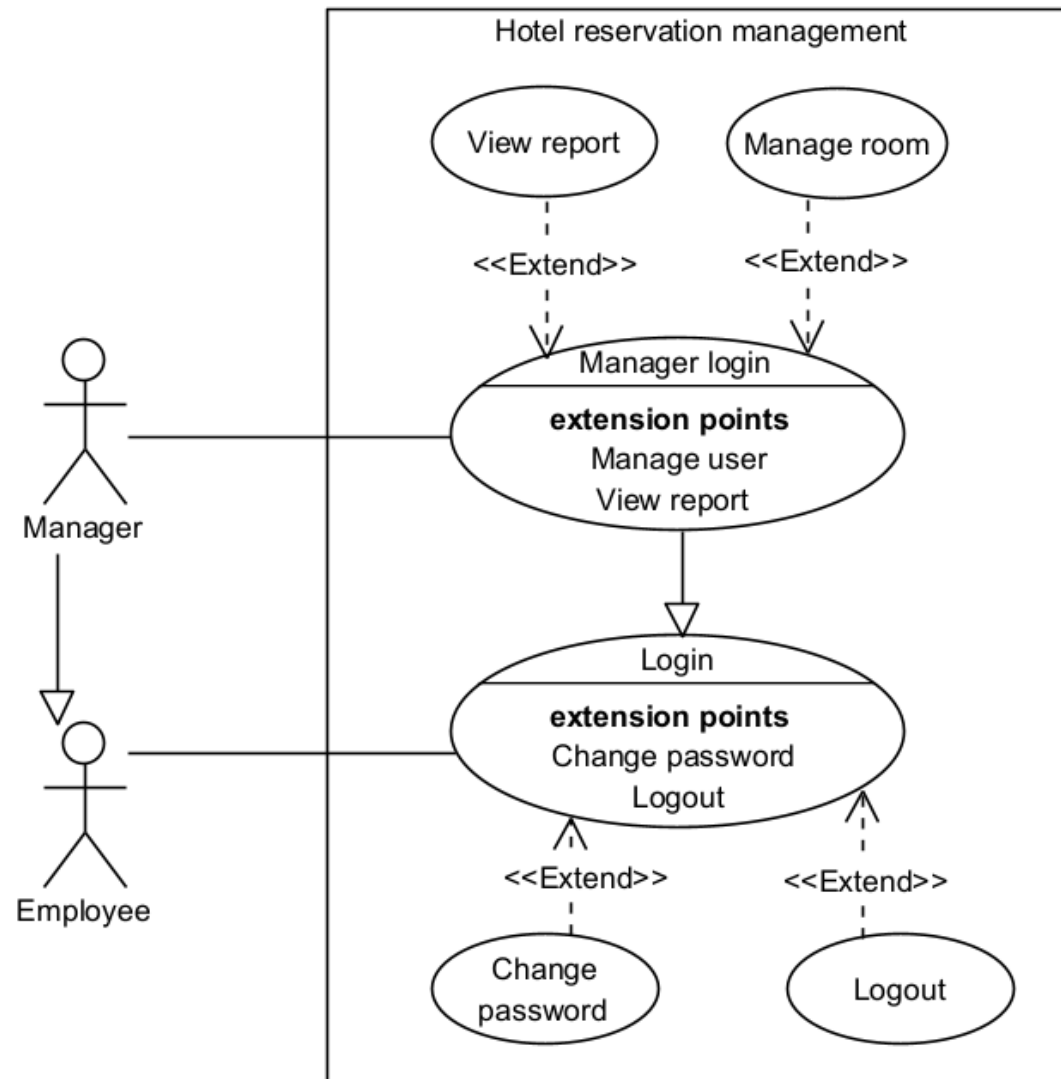 Hotel reservation management
View report
Manage room
<<Extend>>
<<Extend>>
Manager login
extension points
Manage user
View report
Manager
Login
extension points
Change password
Logout
<<Extend>>
<<Extend>>
Employee
Change
password
Logout